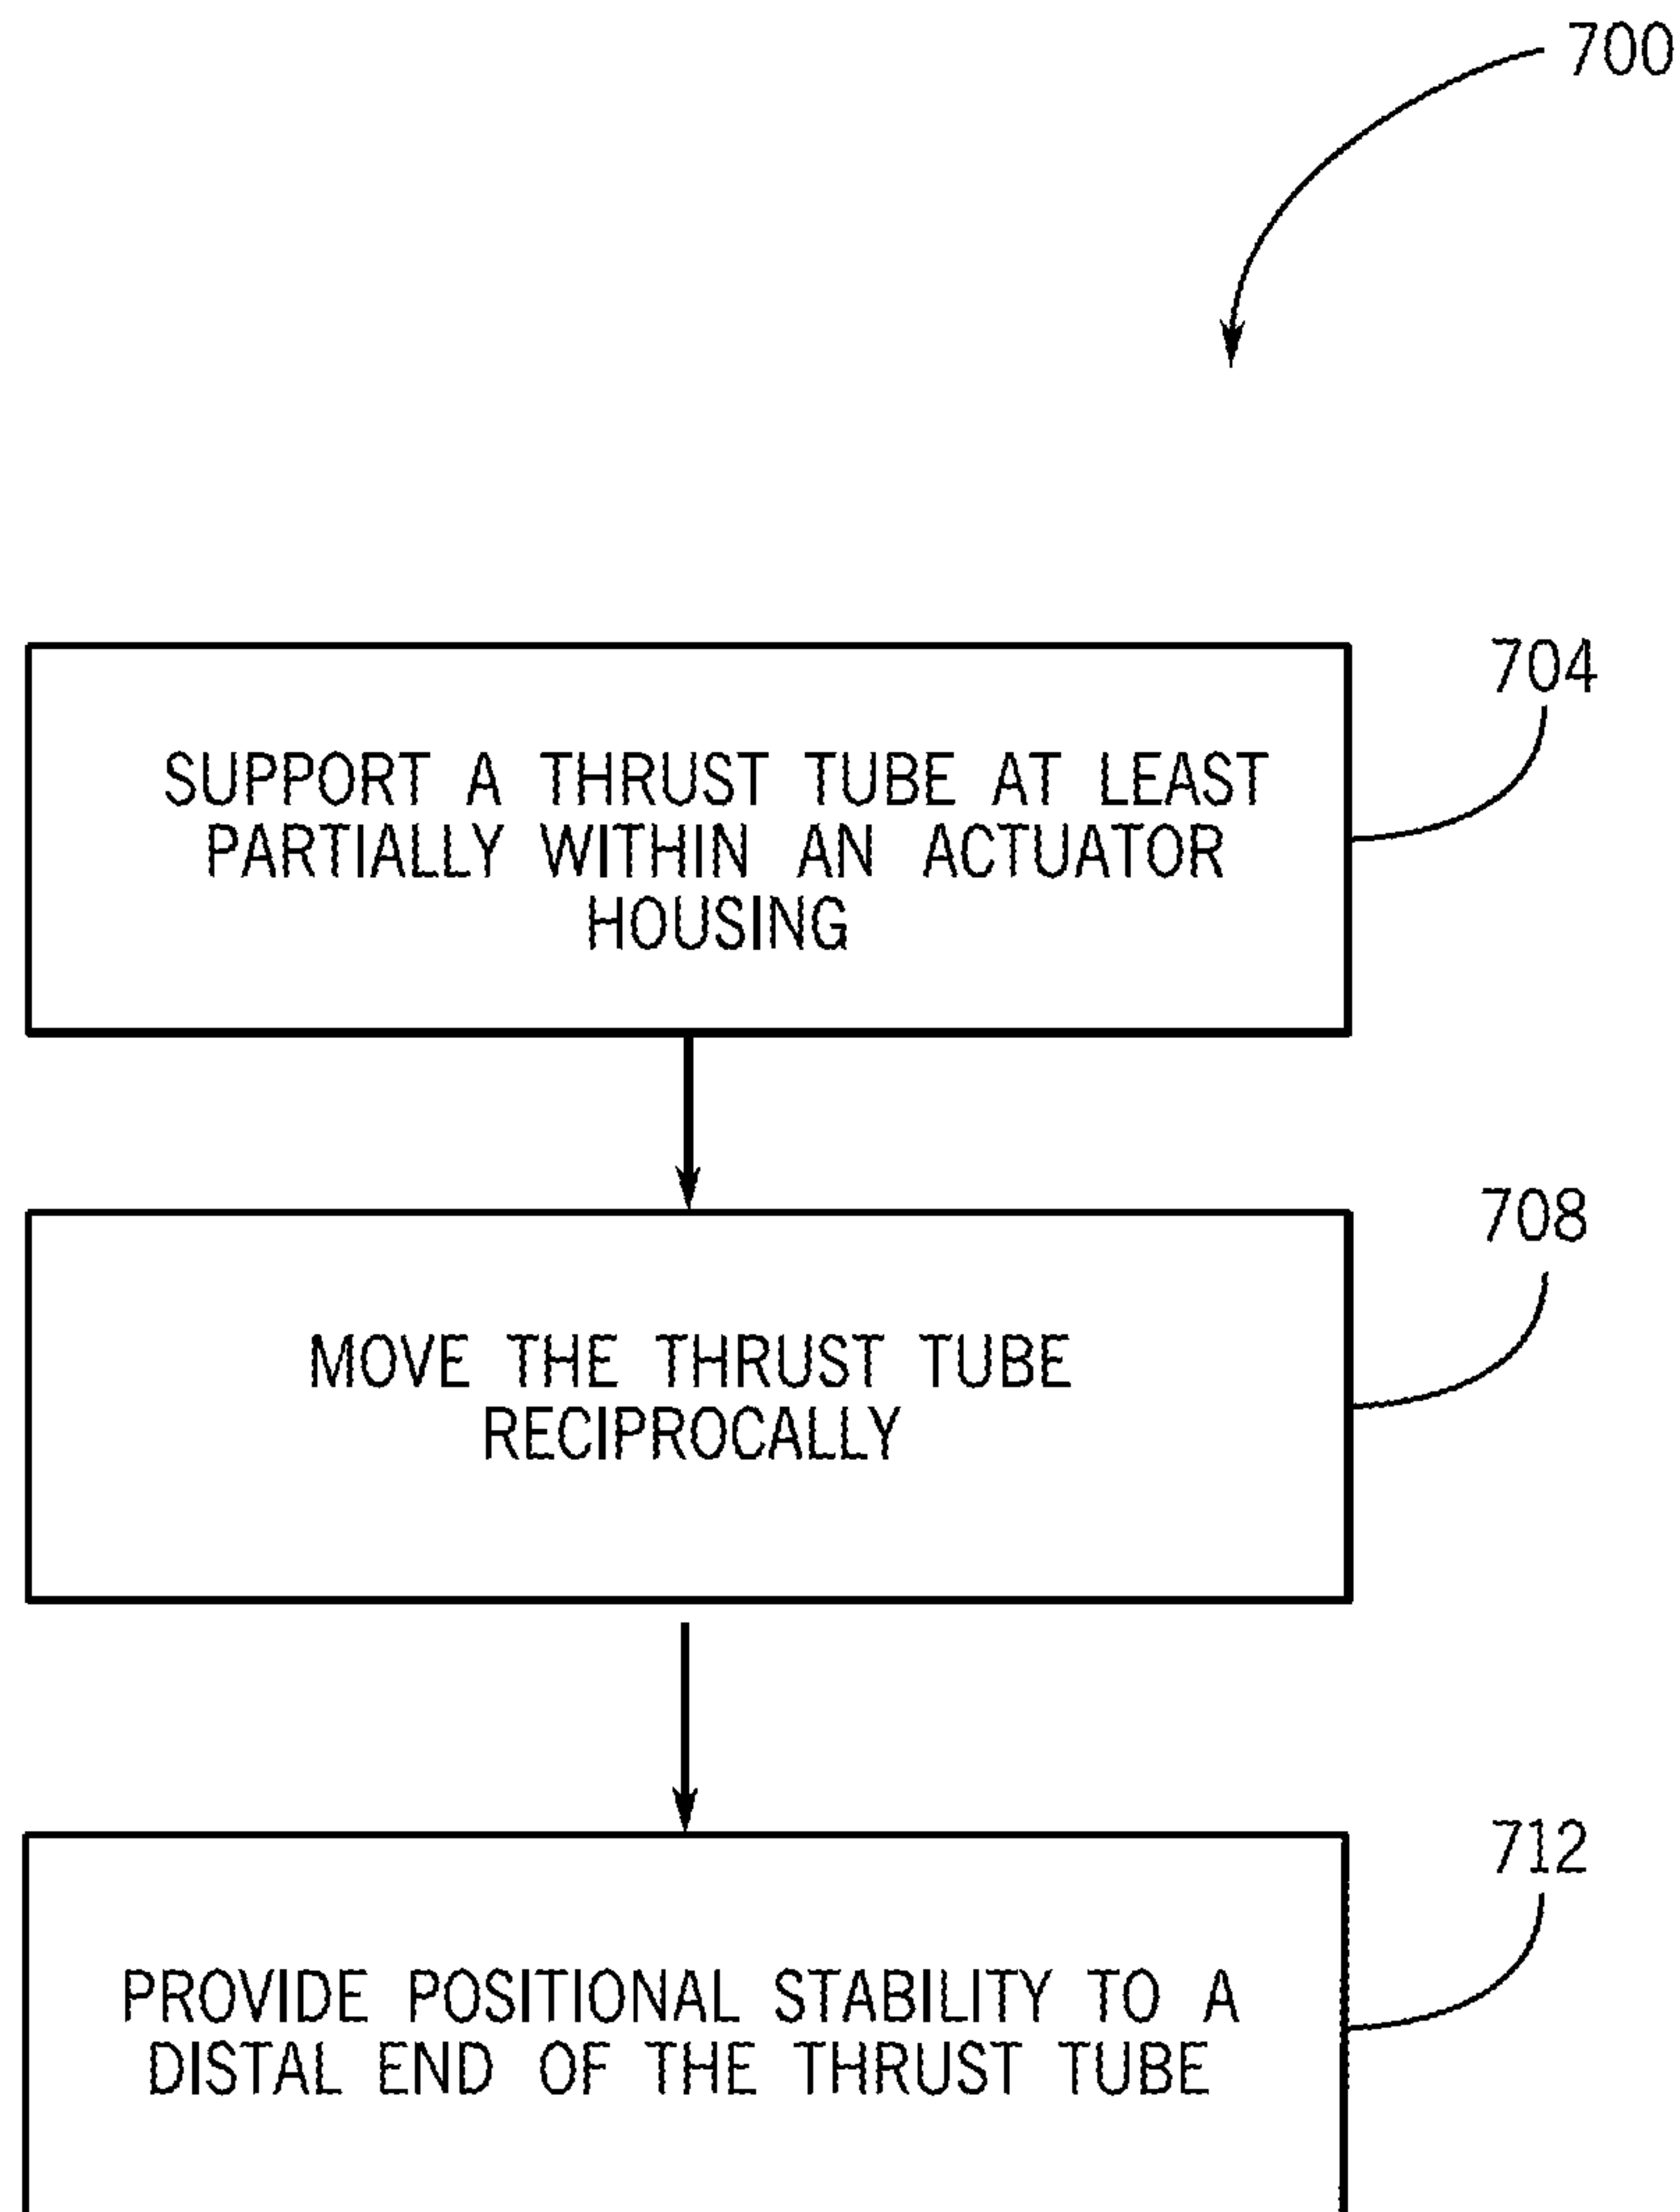 700
704
SUPPORT A THRUST TUBE AT LEAST
PARTIALLY WITHIN AN ACTUATOR
HOUSING
708
MOVE THE THRUST TUBE
RECIPROCALLY
712
PROVIDE POSITIONAL STABILITY TO A
DISTAL END OF THE THRUST TUBE